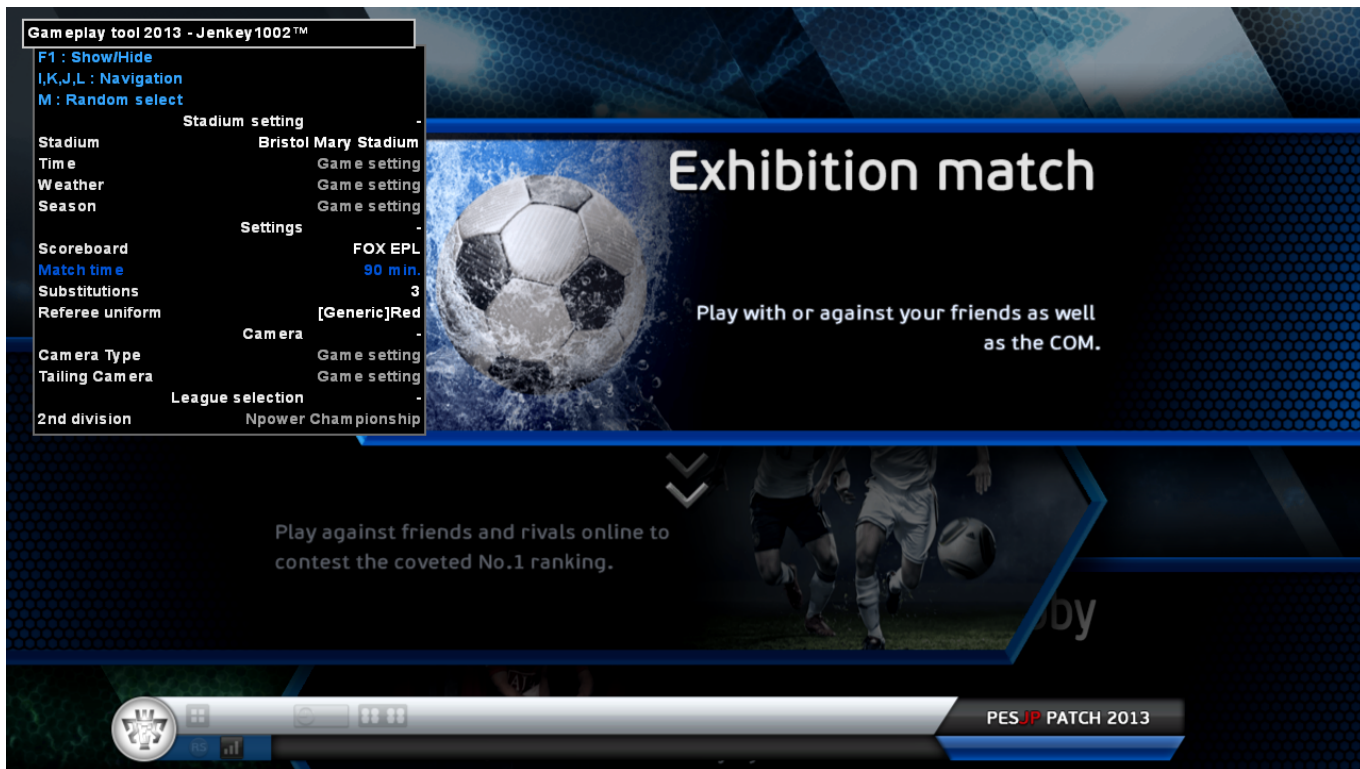 Gameplay tool 2013 - Jenkey1002™
F1 : Show/Hide
I,K,J,L : Navigation
M : Random select
Stadium setting -
Stadium Bristol Mary Stadium
Time Game setting
Weather Game setting
Season Game setting
Settings -
Scoreboard FOX EPL
Match time 90 min.
Substitutions 3
Referee uniform [Generic]Red
Camera -
Camera Type Game setting
Tailing Camera Game setting
League selection -
2nd division Npower Championship
Exhibition match
Play with or against your friends as well
as the COM.
Play against friends and rivals online to
contest the coveted No.1 ranking.
PESJP PATCH 2013
RS